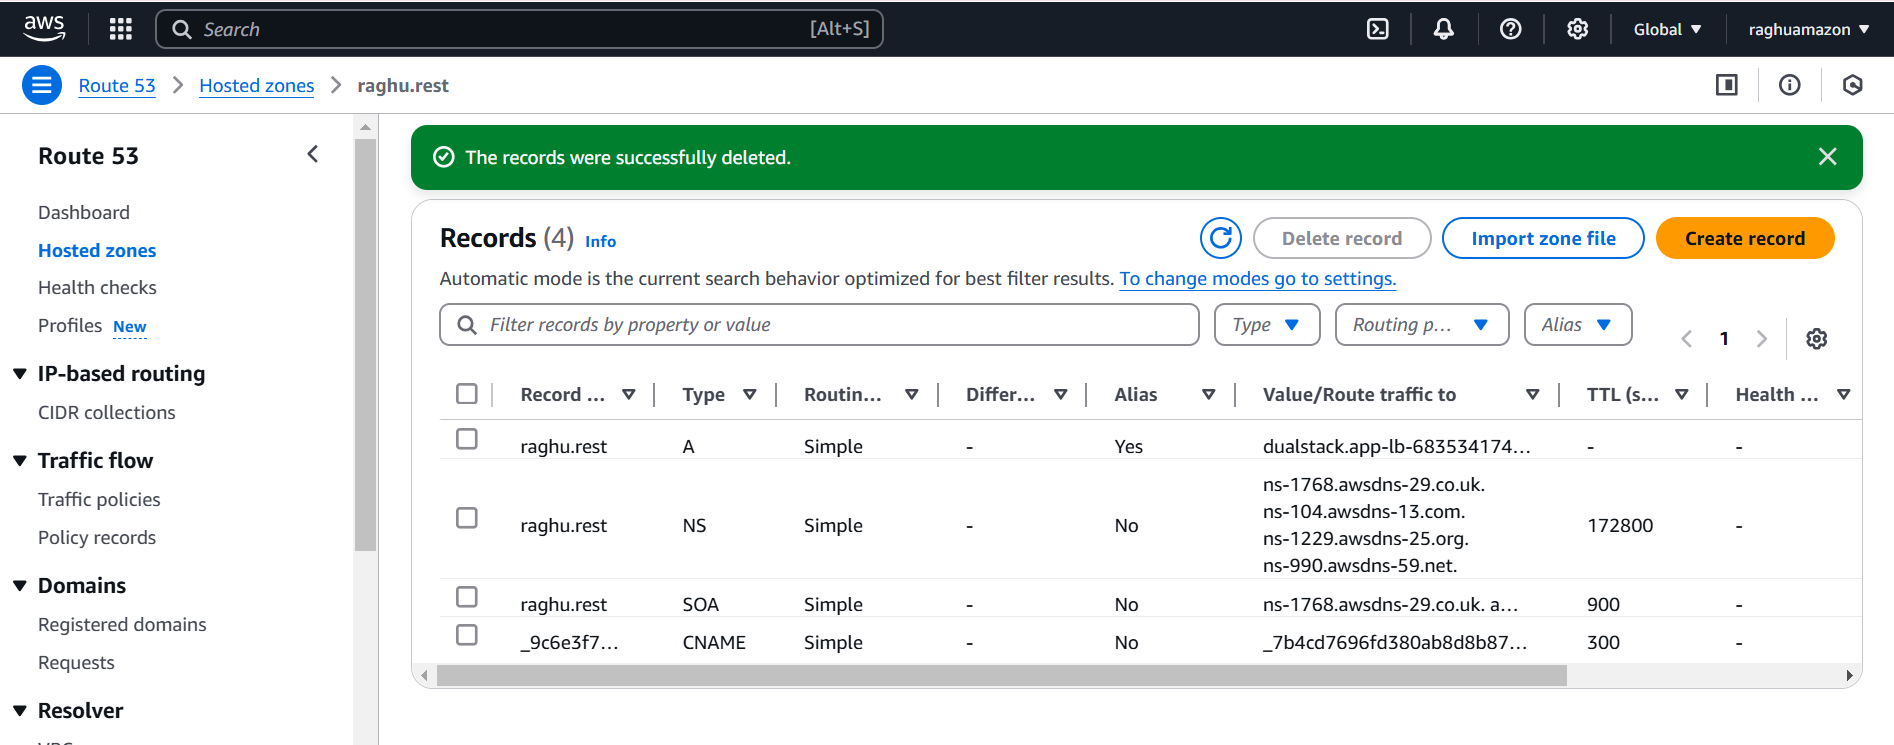 aws
Search
[Alt+S]
Global
raghuamazon
Route 53
Hosted zones
raghu.rest
Route 53
Dashboard
Hosted zones
Health checks
Profiles New
IP-based routing
CIDR collections
Traffic flow
Traffic policies
Policy records
Domains
Registered domains
Requests
Resolver
The records were successfully deleted.
Records (4) Info
Delete record
Import zone file
Create record
Automatic mode is the current search behavior optimized for best filter results. To change modes go to settings.
Filter records by property or value
Type
Routing p...
Alias
1
Record ... Type Routin... Differ... Alias Value/Route traffic to TTL (s... Health ...
raghu.rest A Simple - Yes dualstack.app-lb-683534174... - -
ns-1768.awsdns-29.co.uk.
ns-104.awsdns-13.com.
raghu.rest NS Simple - No ns-1229.awsdns-25.org. 172800 -
ns-990.awsdns-59.net.
raghu.rest SOA Simple - No ns-1768.awsdns-29.co.uk. a... 900 -
_9c6e3f7... CNAME Simple - No _7b4cd7696fd380ab8d8b87... 300 -